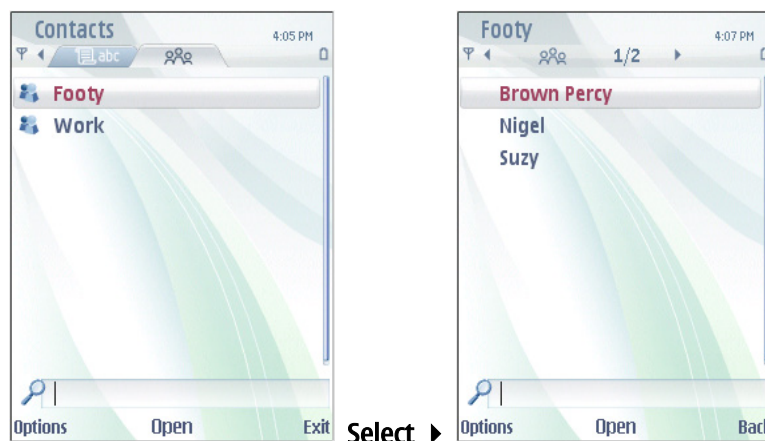 Contacts
4:05 PM
abc
Footy
Work
Options Open Exit
Select
Footy
4:07 PM
1/2
Brown Percy
Nigel
Suzy
Options Open Back